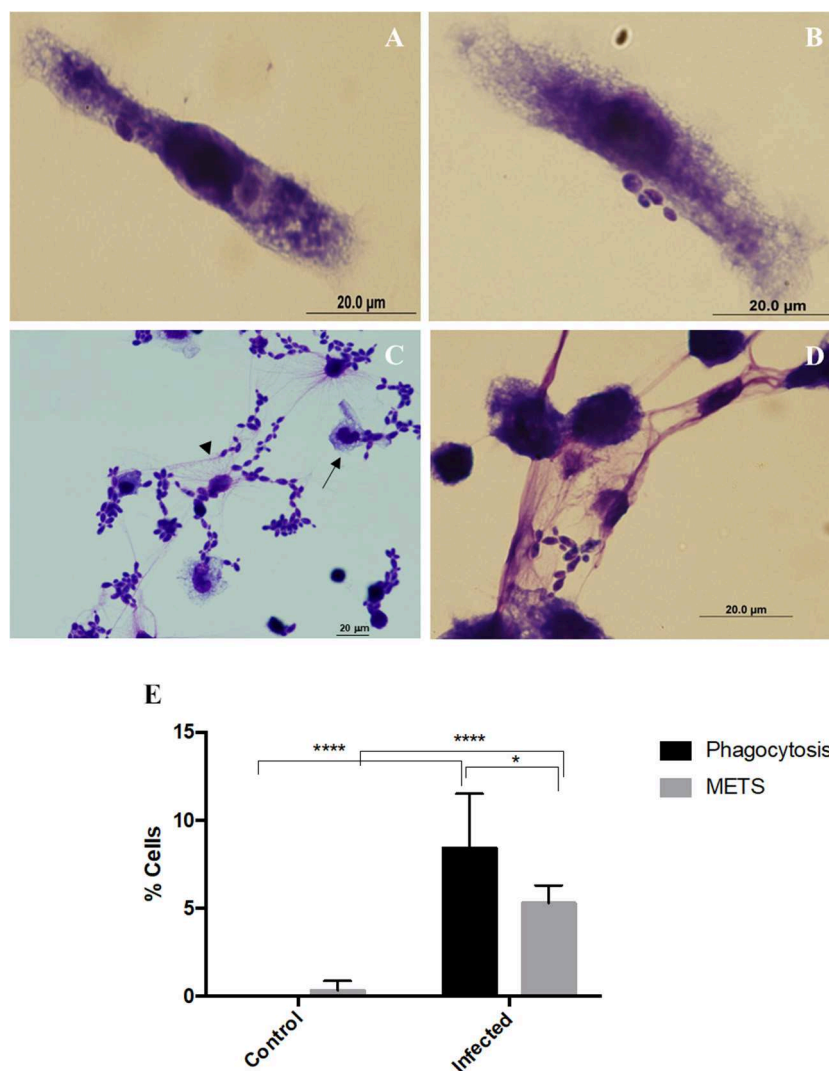 A
B
20.0 µm
20.0 µm
C
D
20 µm
20.0 µm
E
15
10
5
0
% Cells
****
****
*
Phagocytosis
METS
Control
Infected